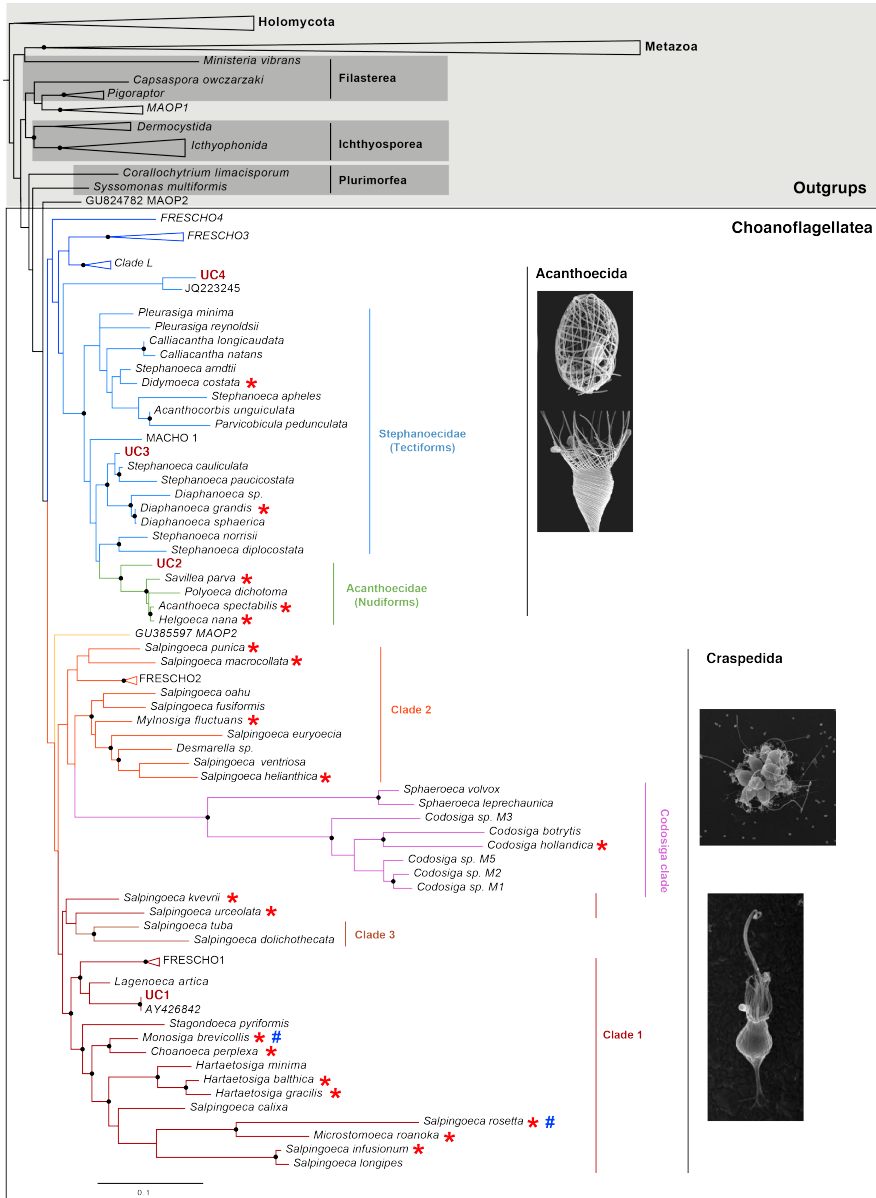 Holomycota
Metazoa
Ministeria vibrans
Capsaspora owczarzaki
Filasterea
Pigoraptor
MAOP1
Dermocystida
Icthyophonida
Ichthyosporea
Corallochytrium limacisporum
Plurimorfea
Syssomonas multiformis
Outgrups
GU824782 MAOP2
FRESCHO4
Choanoflagellatea
FRESCHO3
Clade L
UC4
Acanthoecida
JQ223245
Pleurasiga minima
Pleurasiga reynoldsii
Calliacantha longicaudata
Calliacantha natans
Stephanoeca arndtii
Didymoeca costata *
Stephanoeca apheles
Acanthocorbis unguiculata
Parvicobicula pedunculata
Stephanoecidae
(Tectiforms)
MACHO 1
UC3
Stephanoeca cauliculata
Stephanoeca paucicostata
Diaphanoeca sp.
Diaphanoeca grandis *
Diaphanoeca sphaerica
Stephanoeca norrisii
Stephanoeca diplocostata
UC2
Savillea parva *
Polyoeca dichotoma
Acanthoecidae
(Nudiforms)
Acanthoeca spectabilis *
Helgoeca nana *
GU385597 MAOP2
Salpingoeca punica *
Salpingoeca macrocollata *
Craspedida
FRESCHO2
Salpingoeca oahu
Salpingoeca fusiformis
Clade 2
Mylnosiga fluctuans *
Salpingoeca euryoecia
Desmarella sp.
Salpingoeca ventriosa
Salpingoeca helianthica *
Sphaeroeca volvox
Sphaeroeca leprechaunica
Codosiga sp. M3
Codosiga botrytis
Codosiga hollandica *
Codosiga sp. M5
Codosiga sp. M2
Codosiga sp. M1
Codosiga clade
Salpingoeca kvevrii *
Salpingoeca urceolata *
Salpingoeca tuba
Clade 3
Salpingoeca dolichothecata
FRESCHO1
Lagenoeca artica
UC1
AY426842
Stagondoeca pyriformis
Clade 1
Monosiga brevicollis * #
Choanoeca perplexa *
Hartaetosiga minima
Hartaetosiga balthica *
Hartaetosiga gracilis *
Salpingoeca calixa
Salpingoeca rosetta * #
Microstomoeca roanoka *
Salpingoeca infusionum *
Salpingoeca longipes
0.1